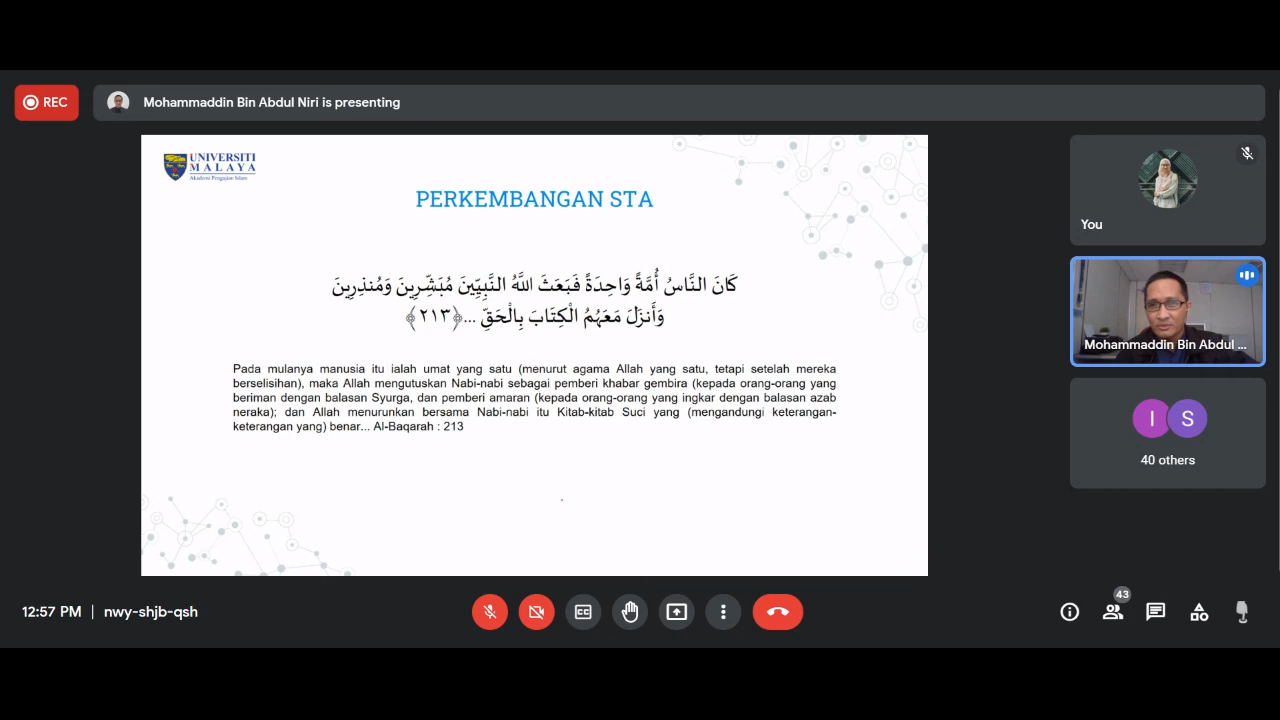 REC
Mohammaddin Bin Abdul Niri is presenting
UNIVERSITI
MALAYA
Akademi Pengajian Islam
PERKEMBANGAN STA
كَانَ النَّاسُ أُمَّةً وَاحِدَةً فَبَعَثَ اللَّهُ النَّبِيِّينَ مُبَشِّرِينَ وَمُنذِرِينَ
وَأَنزَلَ مَعَهُمُ الْكِتَابَ بِالْحَقِّ ...﴿٢١٣﴾
Pada mulanya manusia itu ialah umat yang satu (menurut agama Allah yang satu, tetapi setelah mereka
berselisihan), maka Allah mengutuskan Nabi-nabi sebagai pemberi khabar gembira (kepada orang-orang yang
beriman dengan balasan Syurga, dan pemberi amaran (kepada orang-orang yang ingkar dengan balasan azab
neraka); dan Allah menurunkan bersama Nabi-nabi itu Kitab-kitab Suci yang (mengandungi keterangan-
keterangan yang) benar... Al-Baqarah : 213
You
Mohammaddin Bin Abdul ...
I S
40 others
12:57 PM | nwy-shjb-qsh
CC
43